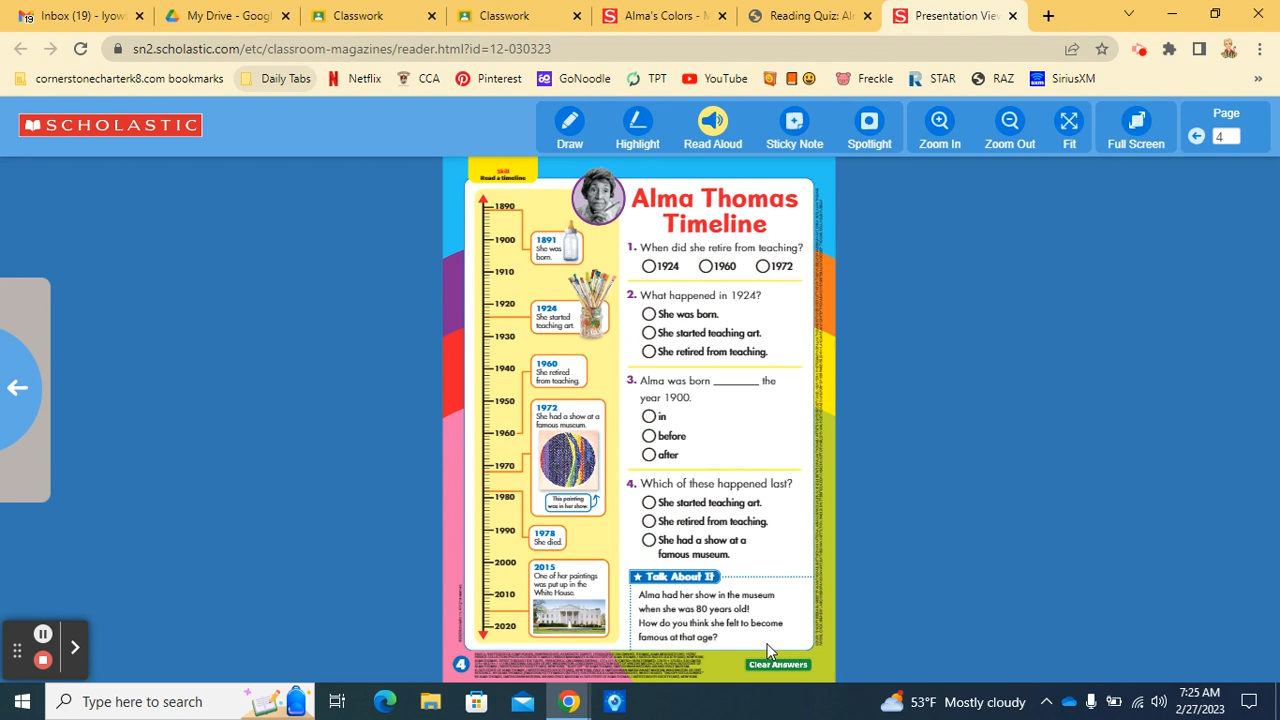 Inbox (1) - lyow
My Drive - Googl
Classwork
Classwork
Alma's Colors - M
Reading Quiz: Al
Presentation Vie
sn2.scholastic.com/etc/classroom-magazines/reader.html?id=12-030323
cornerstonecharterk8.com bookmarks
Daily Tabs
Netflix
CCA
Pinterest
GoNoodle
TPT
YouTube
Freckle
STAR
RAZ
SiriusXM
»
SCHOLASTIC
Draw
Highlight
Read Aloud
Sticky Note
Spotlight
Zoom In
Zoom Out
Fit
Full Screen
Page
4
Skill
Read a timeline
Alma Thomas
Timeline
1890
1900
1910
1920
1930
1940
1950
1960
1970
1980
1990
2000
2010
2020
1891
She was
born.
1924
She started
teaching art.
1960
She retired
from teaching.
1972
She had a show at a
famous museum.
This painting
was in her show.
1978
She died.
2015
One of her paintings
was put up in the
White House.
1. When did she retire from teaching?
1924 1960 1972
2. What happened in 1924?
She was born.
She started teaching art.
She retired from teaching.
3. Alma was born ________ the
year 1900.
in
before
after
4. Which of these happened last?
She started teaching art.
She retired from teaching.
She had a show at a
famous museum.
Talk About It
Alma had her show in the museum
when she was 80 years old!
How do you think she felt to become
famous at that age?
4
Clear Answers
Type here to search
53°F Mostly cloudy
:25 AM
2/27/2023